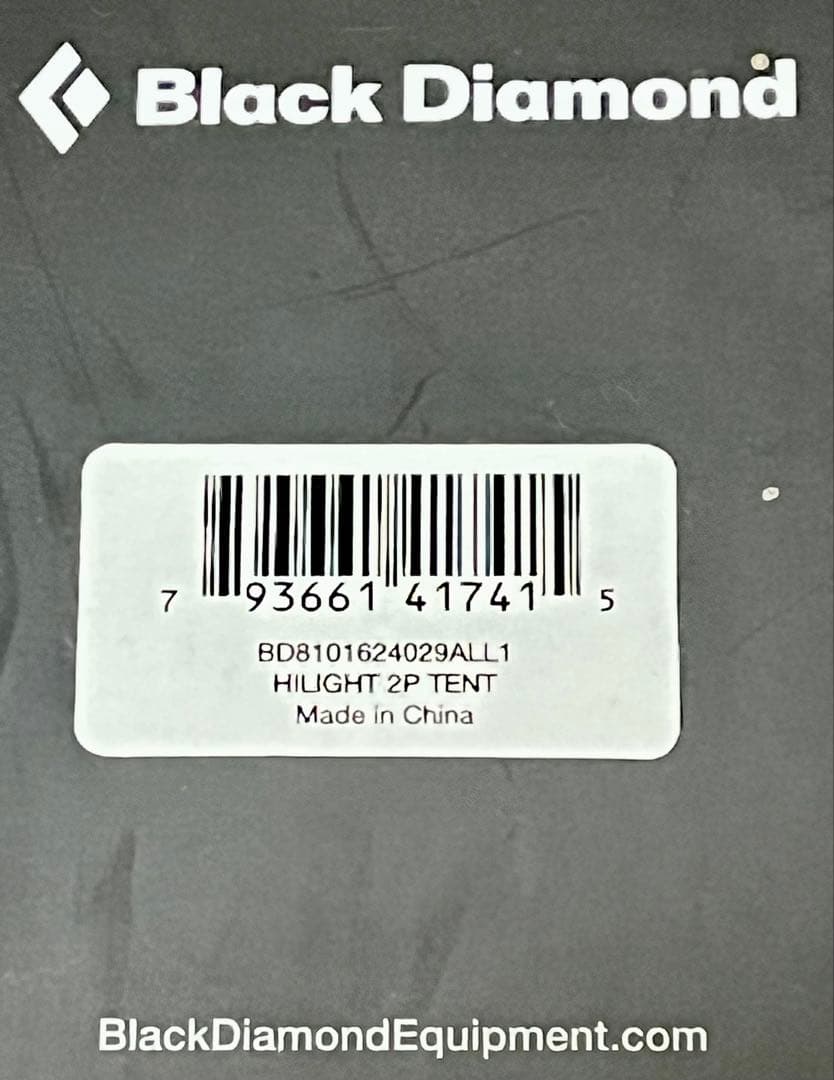 Black Diamond
7 93661 41741 5
BD8101624029ALL1
HILIGHT 2P TENT
Made in China
BlackDiamondEquipment.com